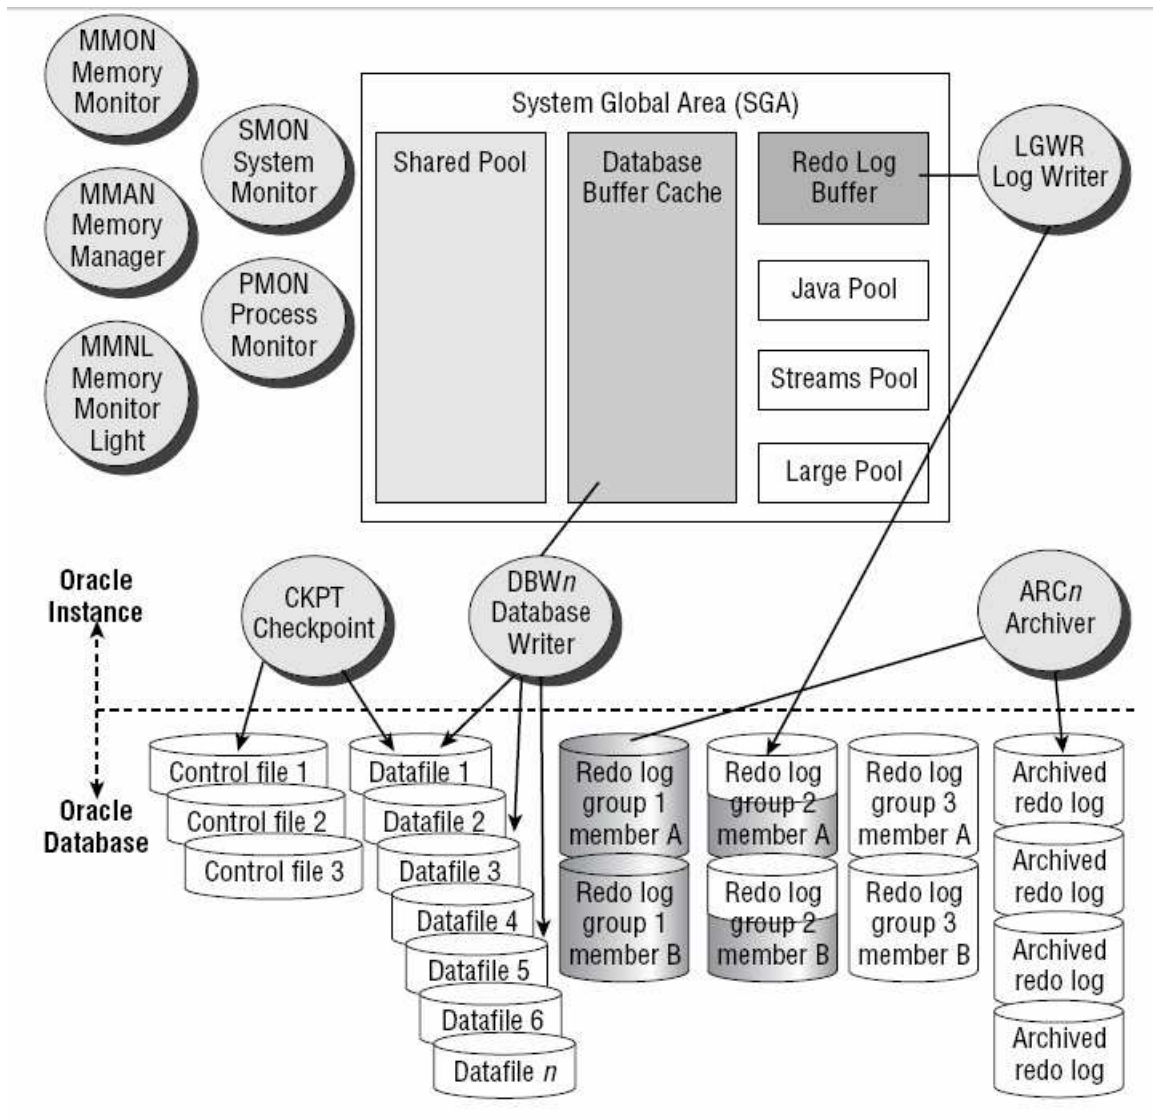 MMON
Memory
Monitor
SMON
System
Monitor
MMAN
Memory
Manager
PMON
Process
Monitor
MMNL
Memory
Monitor
Light
System Global Area (SGA)
Shared Pool
Database
Buffer Cache
Redo Log
Buffer
Java Pool
Streams Pool
Large Pool
LGWR
Log Writer
Oracle
Instance
CKPT
Checkpoint
DBWn
Database
Writer
ARCn
Archiver
Oracle
Database
Control file 1
Control file 2
Control file 3
Datafile 1
Datafile 2
Datafile 3
Datafile 4
Datafile 5
Datafile 6
Datafile n
Redo log
group 1
member A
Redo log
group 1
member B
Redo log
group 2
member A
Redo log
group 2
member B
Redo log
group 3
member A
Redo log
group 3
member B
Archived
redo log
Archived
redo log
Archived
redo log
Archived
redo log